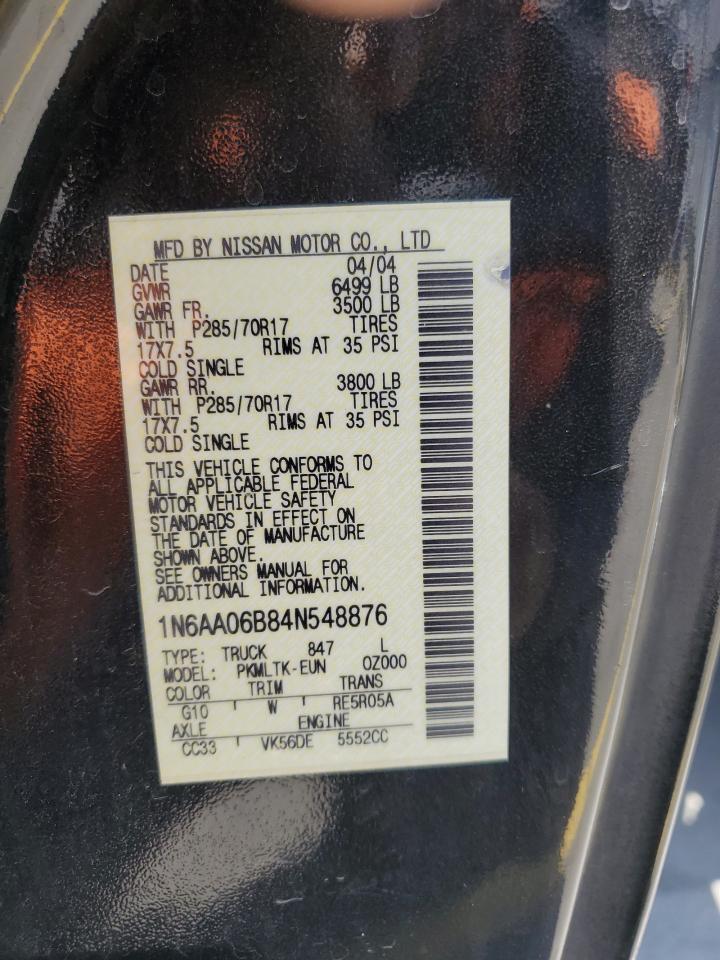 MFD BY NISSAN MOTOR CO., LTD
DATE 04/04
GVWR 6499 LB
GAWR FR. 3500 LB
WITH P285/70R17 TIRES
17X7.5 RIMS AT 35 PSI
COLD SINGLE
GAWR RR. 3800 LB
WITH P285/70R17 TIRES
17X7.5 RIMS AT 35 PSI
COLD SINGLE
THIS VEHICLE CONFORMS TO
ALL APPLICABLE FEDERAL
MOTOR VEHICLE SAFETY
STANDARDS IN EFFECT ON
THE DATE OF MANUFACTURE
SHOWN ABOVE.
SEE OWNERS MANUAL FOR
ADDITIONAL INFORMATION.
1N6AA06B84N548876
TYPE: TRUCK 847 L
MODEL: PKMLTK-EUN 0Z000
COLOR TRIM TRANS
G10 W RE5R05A
AXLE ENGINE
CC33 VK56DE 5552CC